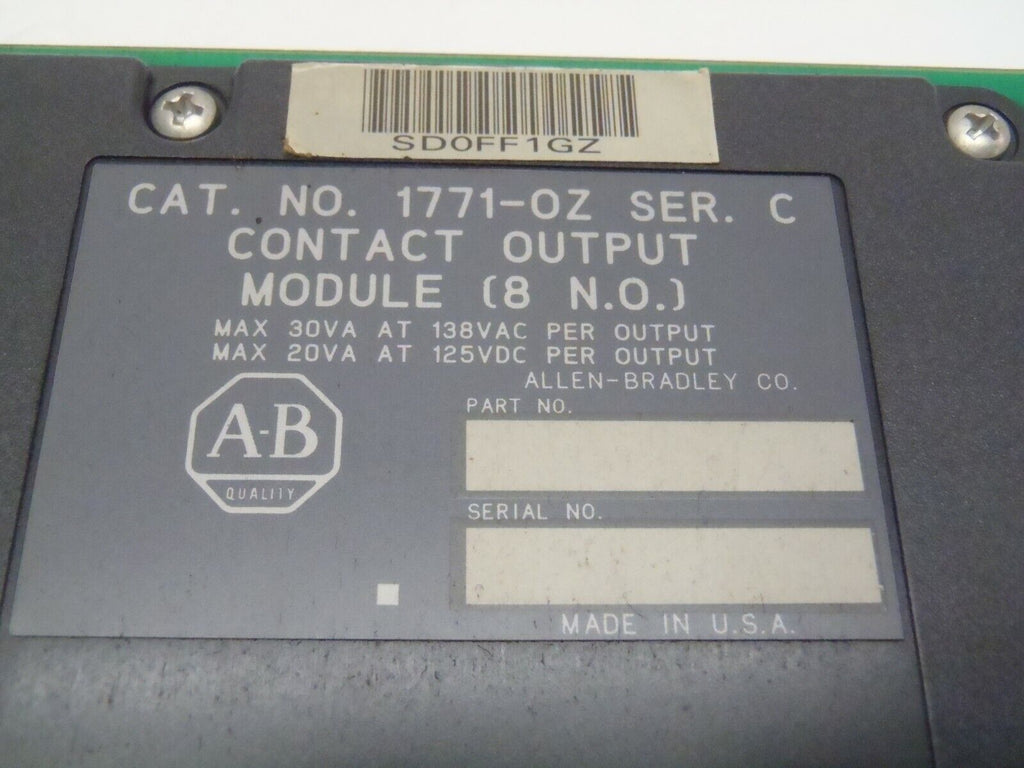 SD0FF1GZ
CAT. NO. 1771-OZ SER. C
CONTACT OUTPUT
MODULE (8 N.O.)
MAX 30VA AT 138VAC PER OUTPUT
MAX 20VA AT 125VDC PER OUTPUT
ALLEN-BRADLEY CO.
PART NO.
A-B
QUALITY
SERIAL NO.
MADE IN U.S.A.